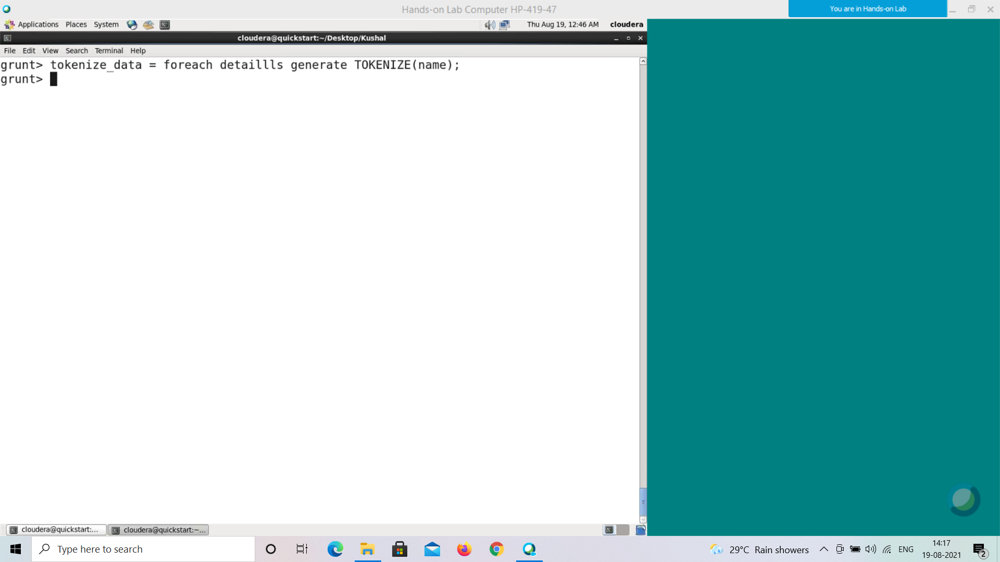 Hands-on Lab Computer HP-419-47
You are in Hands-on Lab
Applications Places System
Thu Aug 19, 12:46 AM cloudera
cloudera@quickstart:~/Desktop/Kushal
File Edit View Search Terminal Help
grunt> tokenize_data = foreach detaillls generate TOKENIZE(name);
grunt>
cloudera@quickstart:... cloudera@quickstart:~...
Type here to search
29°C Rain showers
ENG
14:17
19-08-2021
2